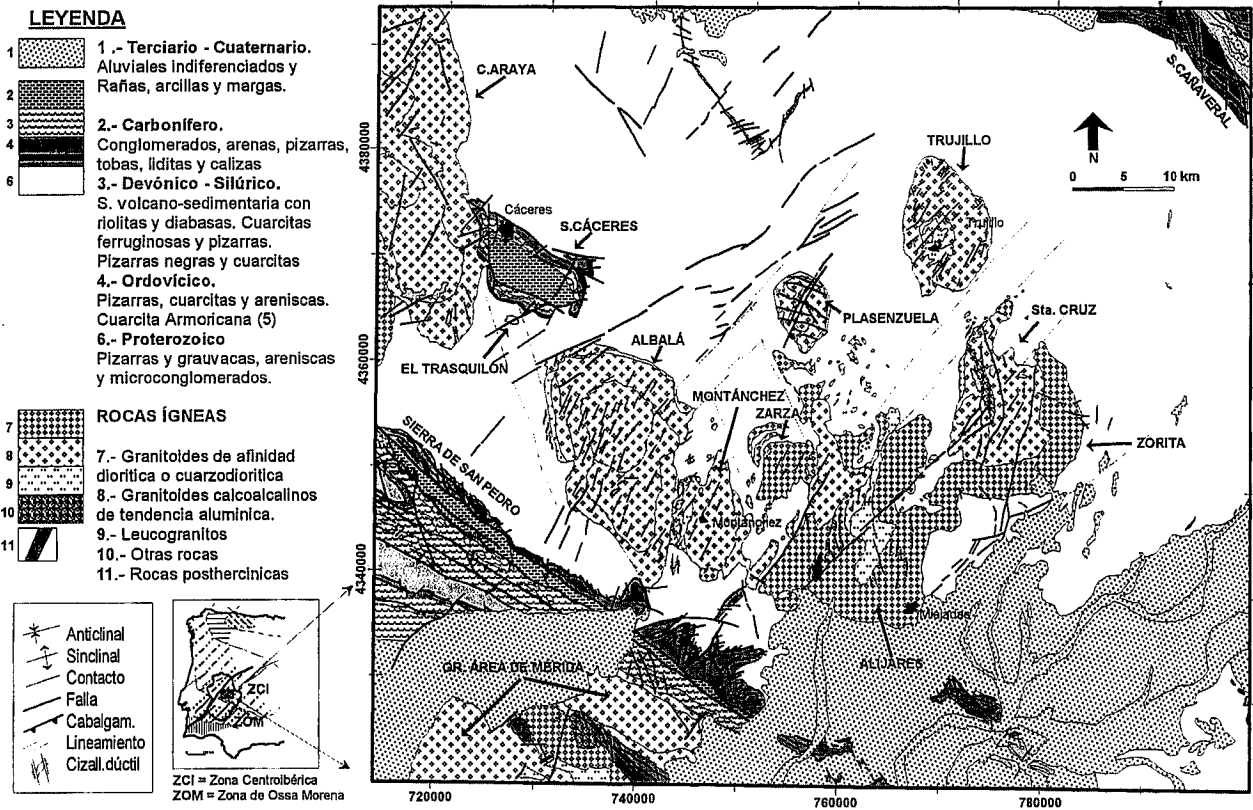 LEYENDA
1
2
3
4
6
1 .- Terciario - Cuaternario.
Aluviales indiferenciados y
Rañas, arcillas y margas.
2.- Carbonífero.
Conglomerados, arenas, pizarras,
tobas, liditas y calizas
3.- Devónico - Silúrico.
S. volcano-sedimentaria con
riolitas y diabasas. Cuarcitas
ferruginosas y pizarras.
Pizarras negras y cuarcitas
4.- Ordovícico.
Pizarras, cuarcitas y areniscas.
Cuarcita Armoricana (5)
6.- Proterozoico
Pizarras y grauvacas, areniscas
y microconglomerados.
ROCAS ÍGNEAS
7
8
9
10
11
7.- Granitoides de afinidad
diorítica o cuarzodiorítica
8.- Granitoides calcoalcalinos
de tendencia alumínica.
9.- Leucogranitos
10.- Otras rocas
11.- Rocas posthercínicas
Anticlinal
Sinclinal
Contacto
Falla
Cabalgam.
Lineamiento
Cizall.dúctil
ZCI
ZOM
ZCI = Zona Centroibérica
ZOM = Zona de Ossa Morena
C.ARAYA
S.CAÑAVERAL
TRUJILLO
N
0 5 10 km
Cáceres
S.CÁCERES
Trujillo
PLASENZUELA
Sta. CRUZ
EL TRASQUILÓN
ALBALÁ
MONTÁNCHEZ
ZARZA
ZORITA
SIERRA DE SAN PEDRO
Montánchez
Miajadas
ALIJARES
GR. ÁREA DE MÉRIDA
4380000
4360000
4340000
720000
740000
760000
780000